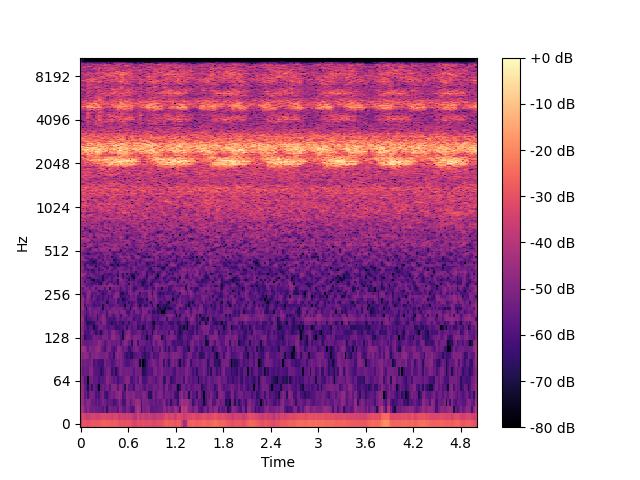 8192
4096
2048
1024
512
256
128
64
0
Hz
0 0.6 1.2 1.8 2.4 3 3.6 4.2 4.8
Time
+0 dB
-10 dB
-20 dB
-30 dB
-40 dB
-50 dB
-60 dB
-70 dB
-80 dB